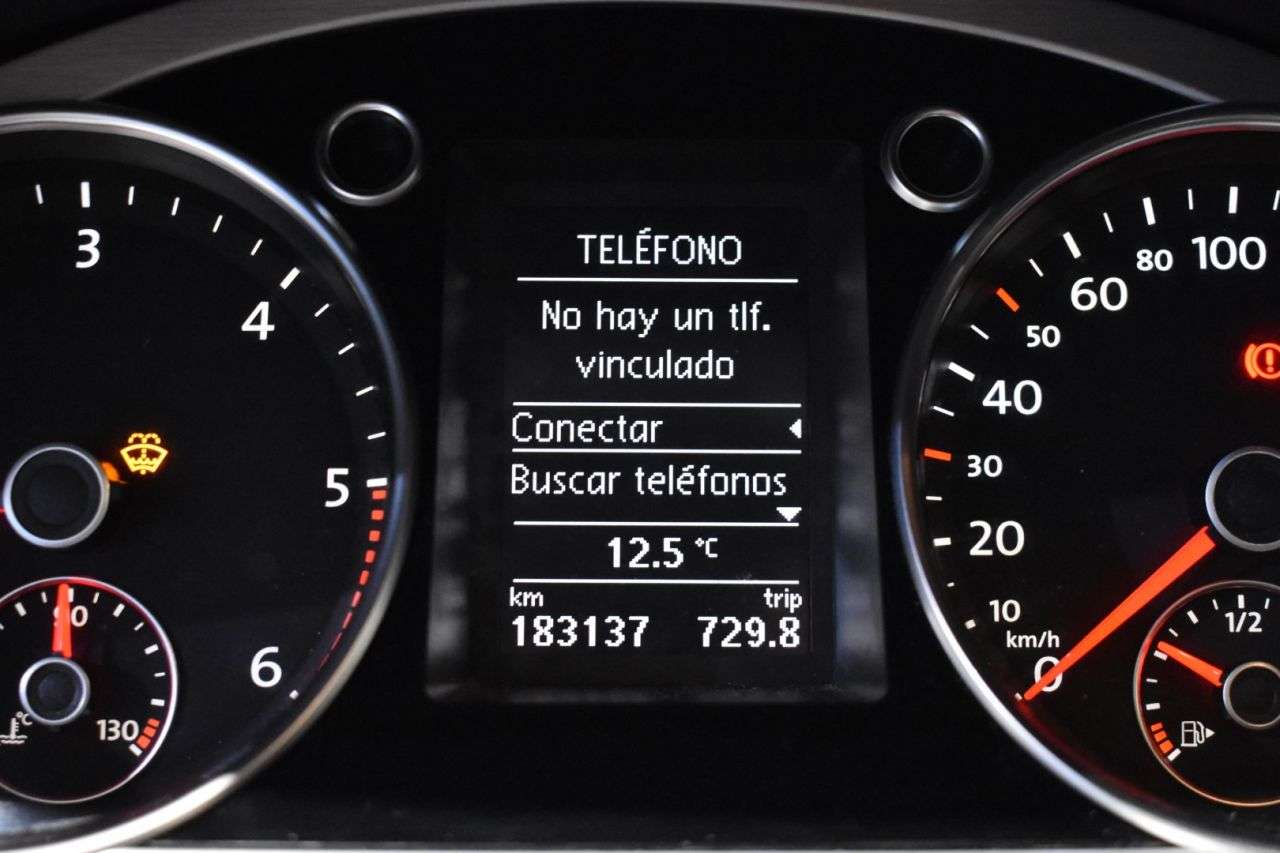 TELÉFONO
No hay un tlf.
vinculado
Conectar
Buscar teléfonos
12.5 °C
km trip
183137 729.8
3
4
5
6
90
130
°C
0
10
20
30
40
50
60
80
100
km/h
1/2